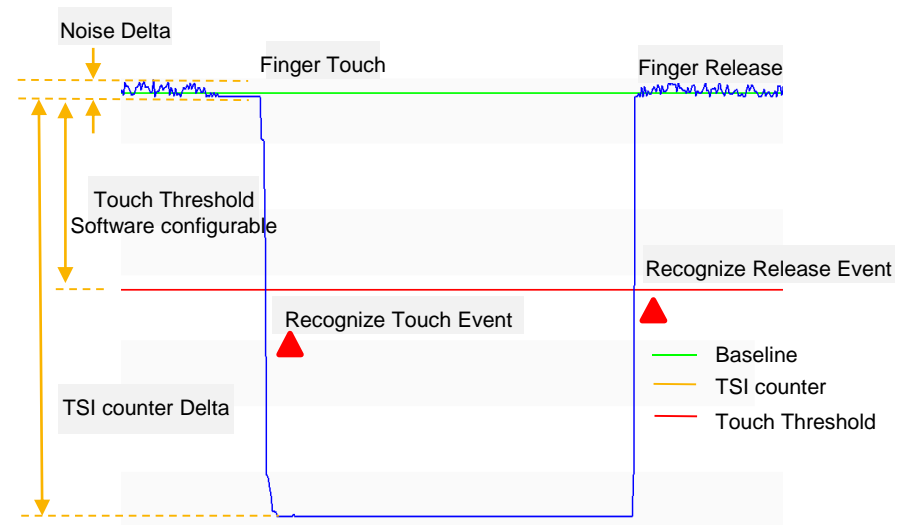 Noise Delta
Finger Touch
Finger Release
Touch Threshold
Software configurable
Recognize Release Event
Recognize Touch Event
Baseline
TSI counter
Touch Threshold
TSI counter Delta